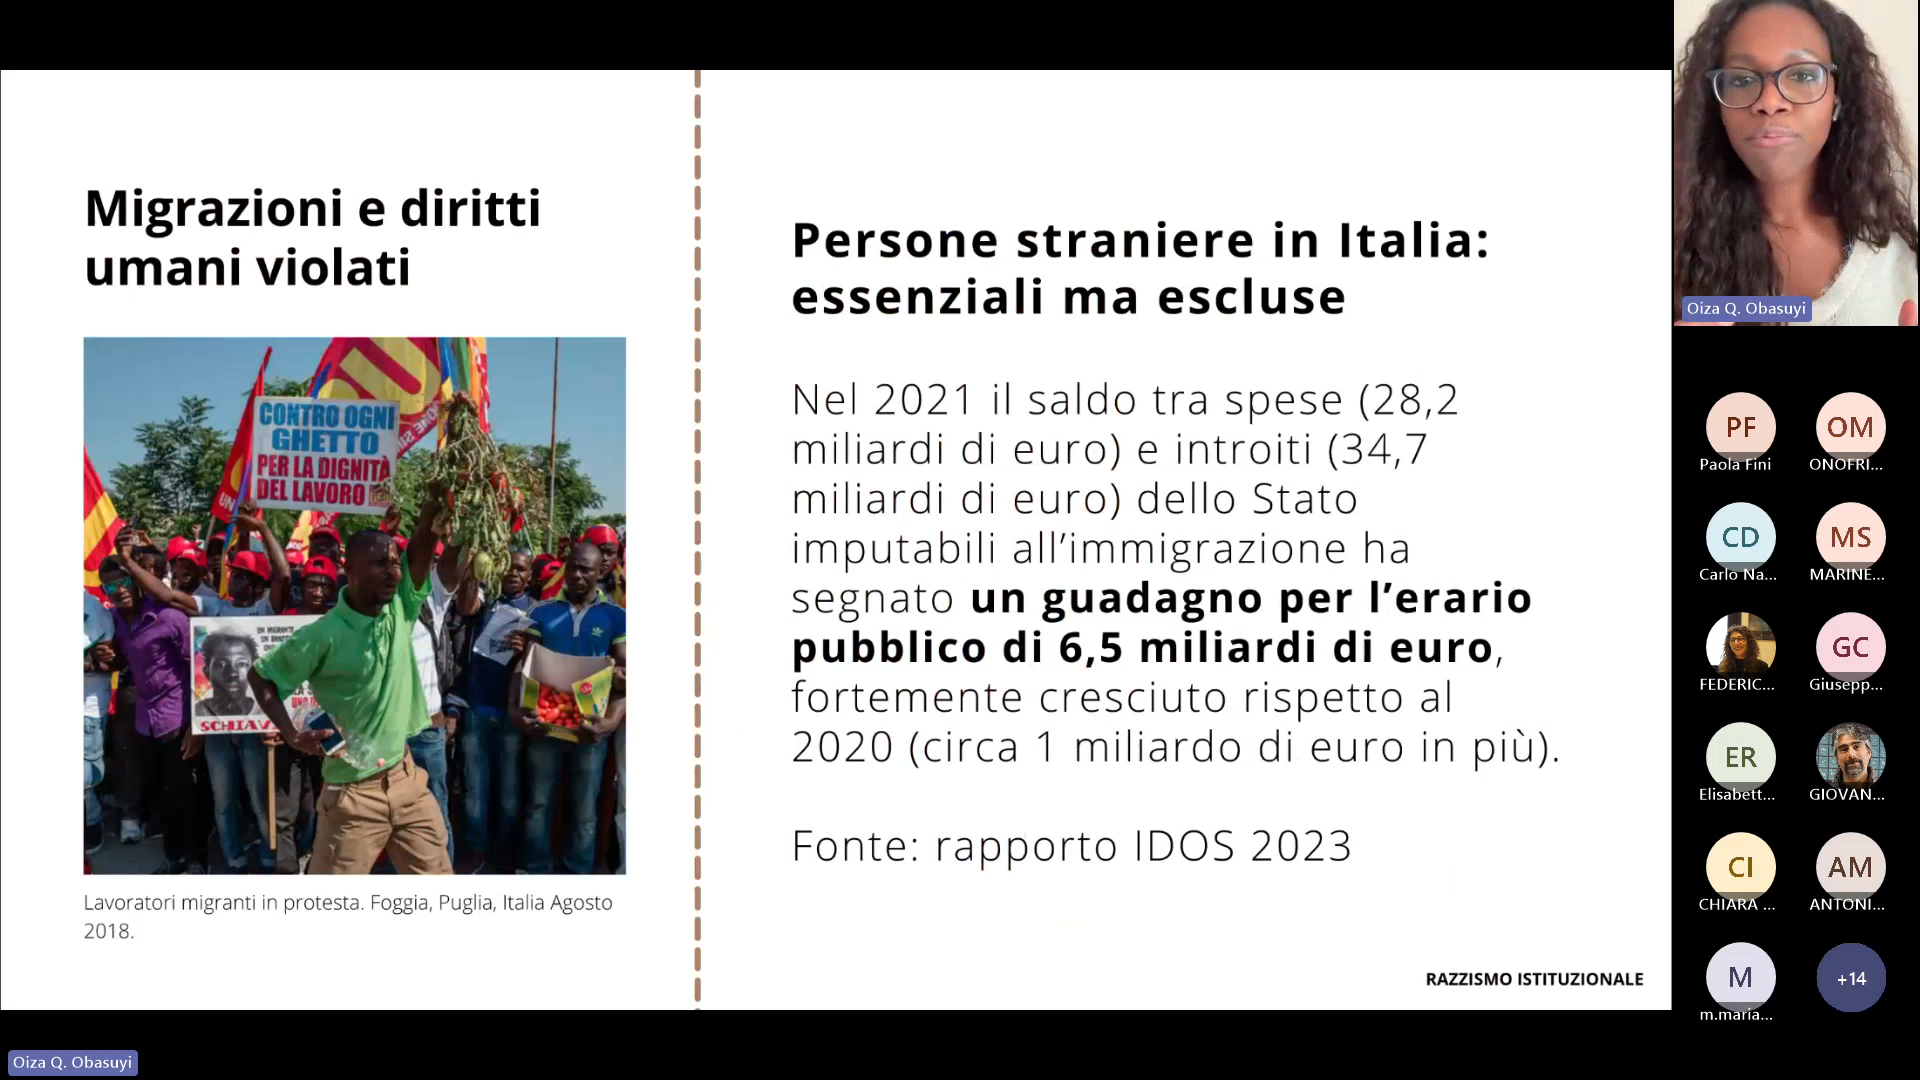 Migrazioni e diritti
umani violati
CONTRO OGNI
GHETTO
PER LA DIGNITÀ
DEL LAVORO
UN MIGRANTE
SCHIAV
Lavoratori migranti in protesta. Foggia, Puglia, Italia Agosto
2018.
Persone straniere in Italia:
essenziali ma escluse
Nel 2021 il saldo tra spese (28,2
miliardi di euro) e introiti (34,7
miliardi di euro) dello Stato
imputabili all’immigrazione ha
segnato un guadagno per l’erario
pubblico di 6,5 miliardi di euro,
fortemente cresciuto rispetto al
2020 (circa 1 miliardo di euro in più).
Fonte: rapporto IDOS 2023
RAZZISMO ISTITUZIONALE
Oiza Q. Obasuyi
PF
Paola Fini
OM
ONOFRI...
CD
Carlo Na...
MS
MARINE...
FEDERIC...
GC
Giusepp...
ER
Elisabett...
GIOVAN...
CI
CHIARA ...
AM
ANTONI...
M
m.maria...
+14
Oiza Q. Obasuyi